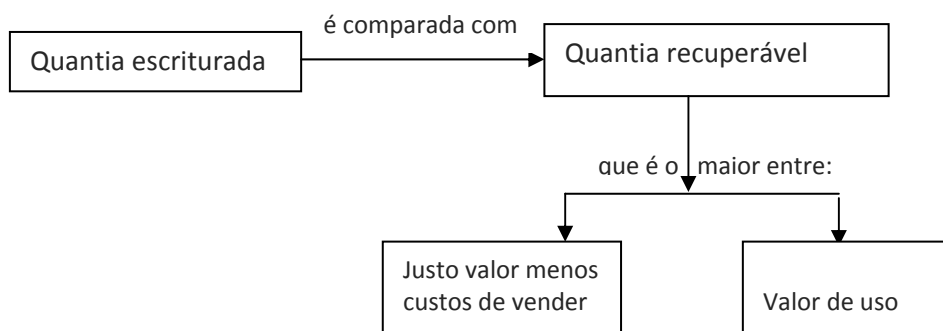 é comparada com
Quantia escriturada
Quantia recuperável
que é o maior entre:
Justo valor menos
custos de vender
Valor de uso